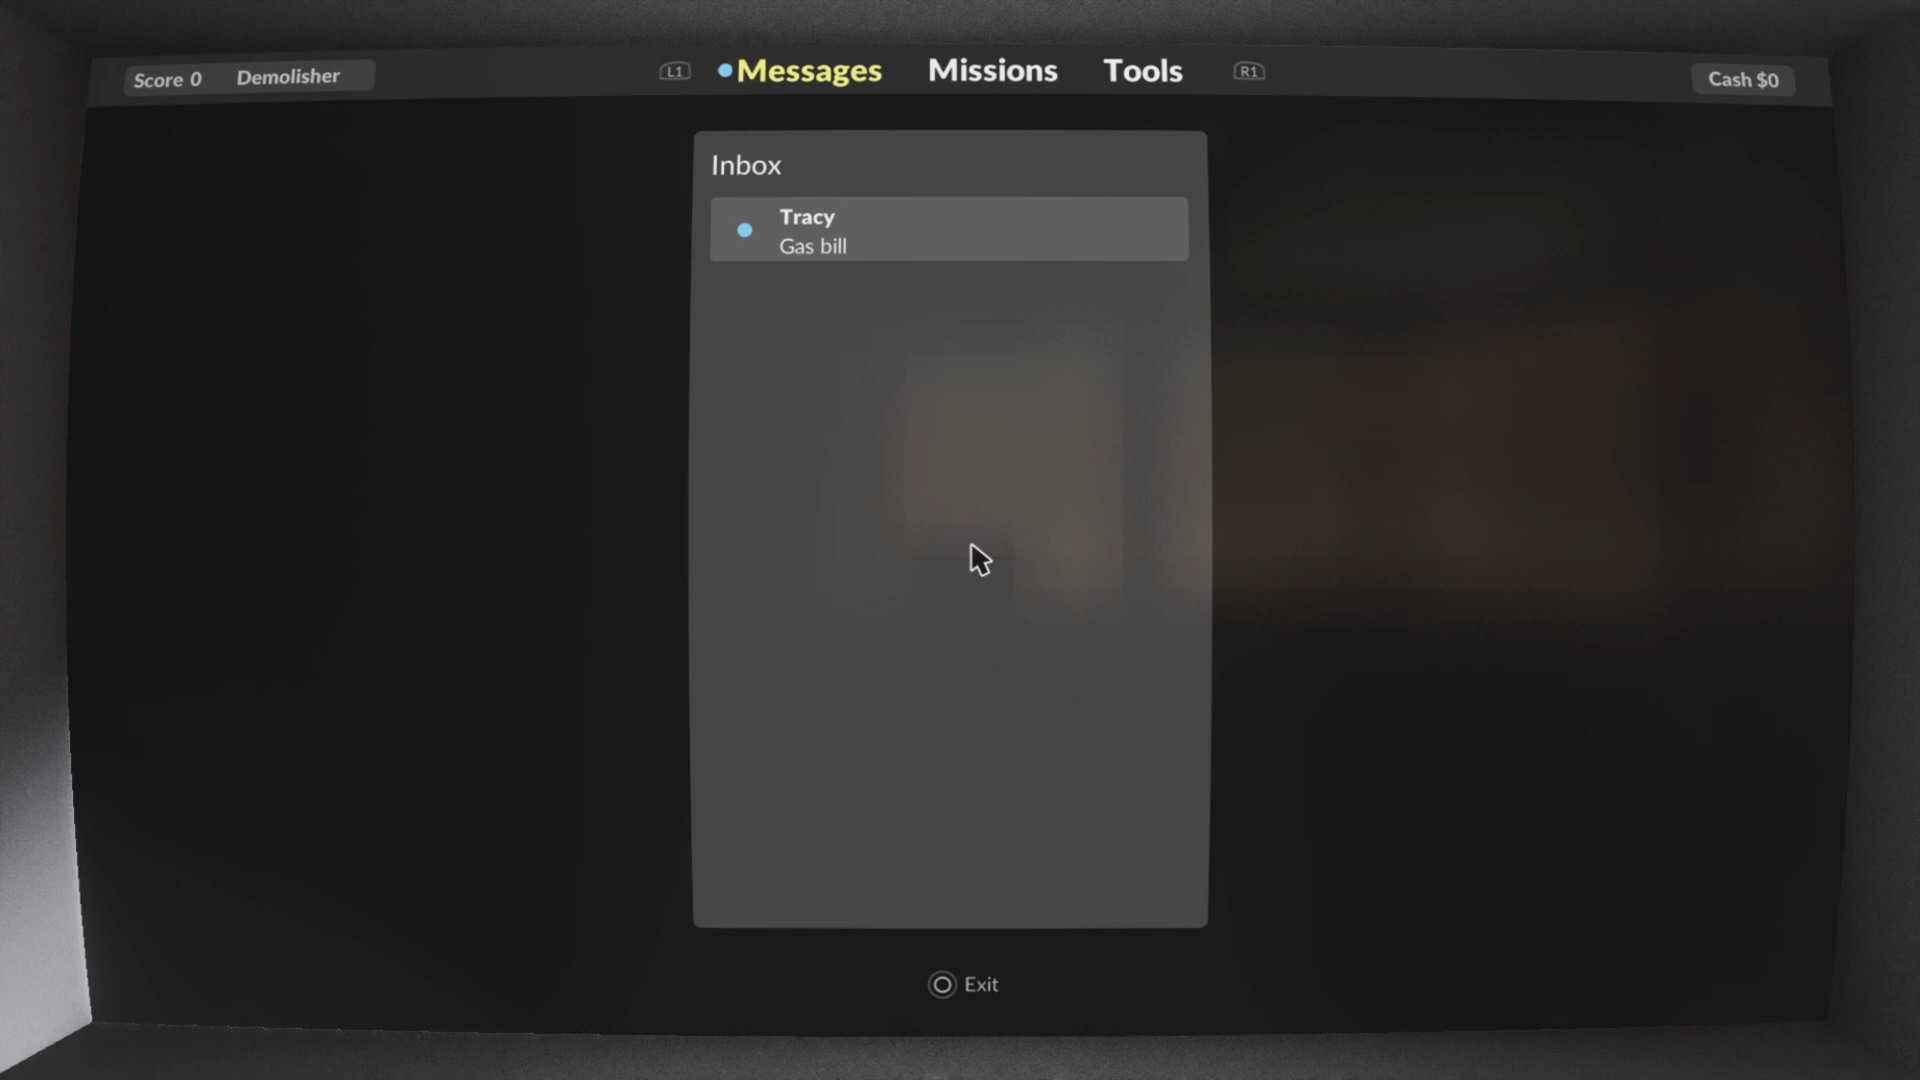 Score 0 Demolisher
L1 Messages Missions Tools R1
Cash $0
Inbox
Tracy
Gas bill
Exit